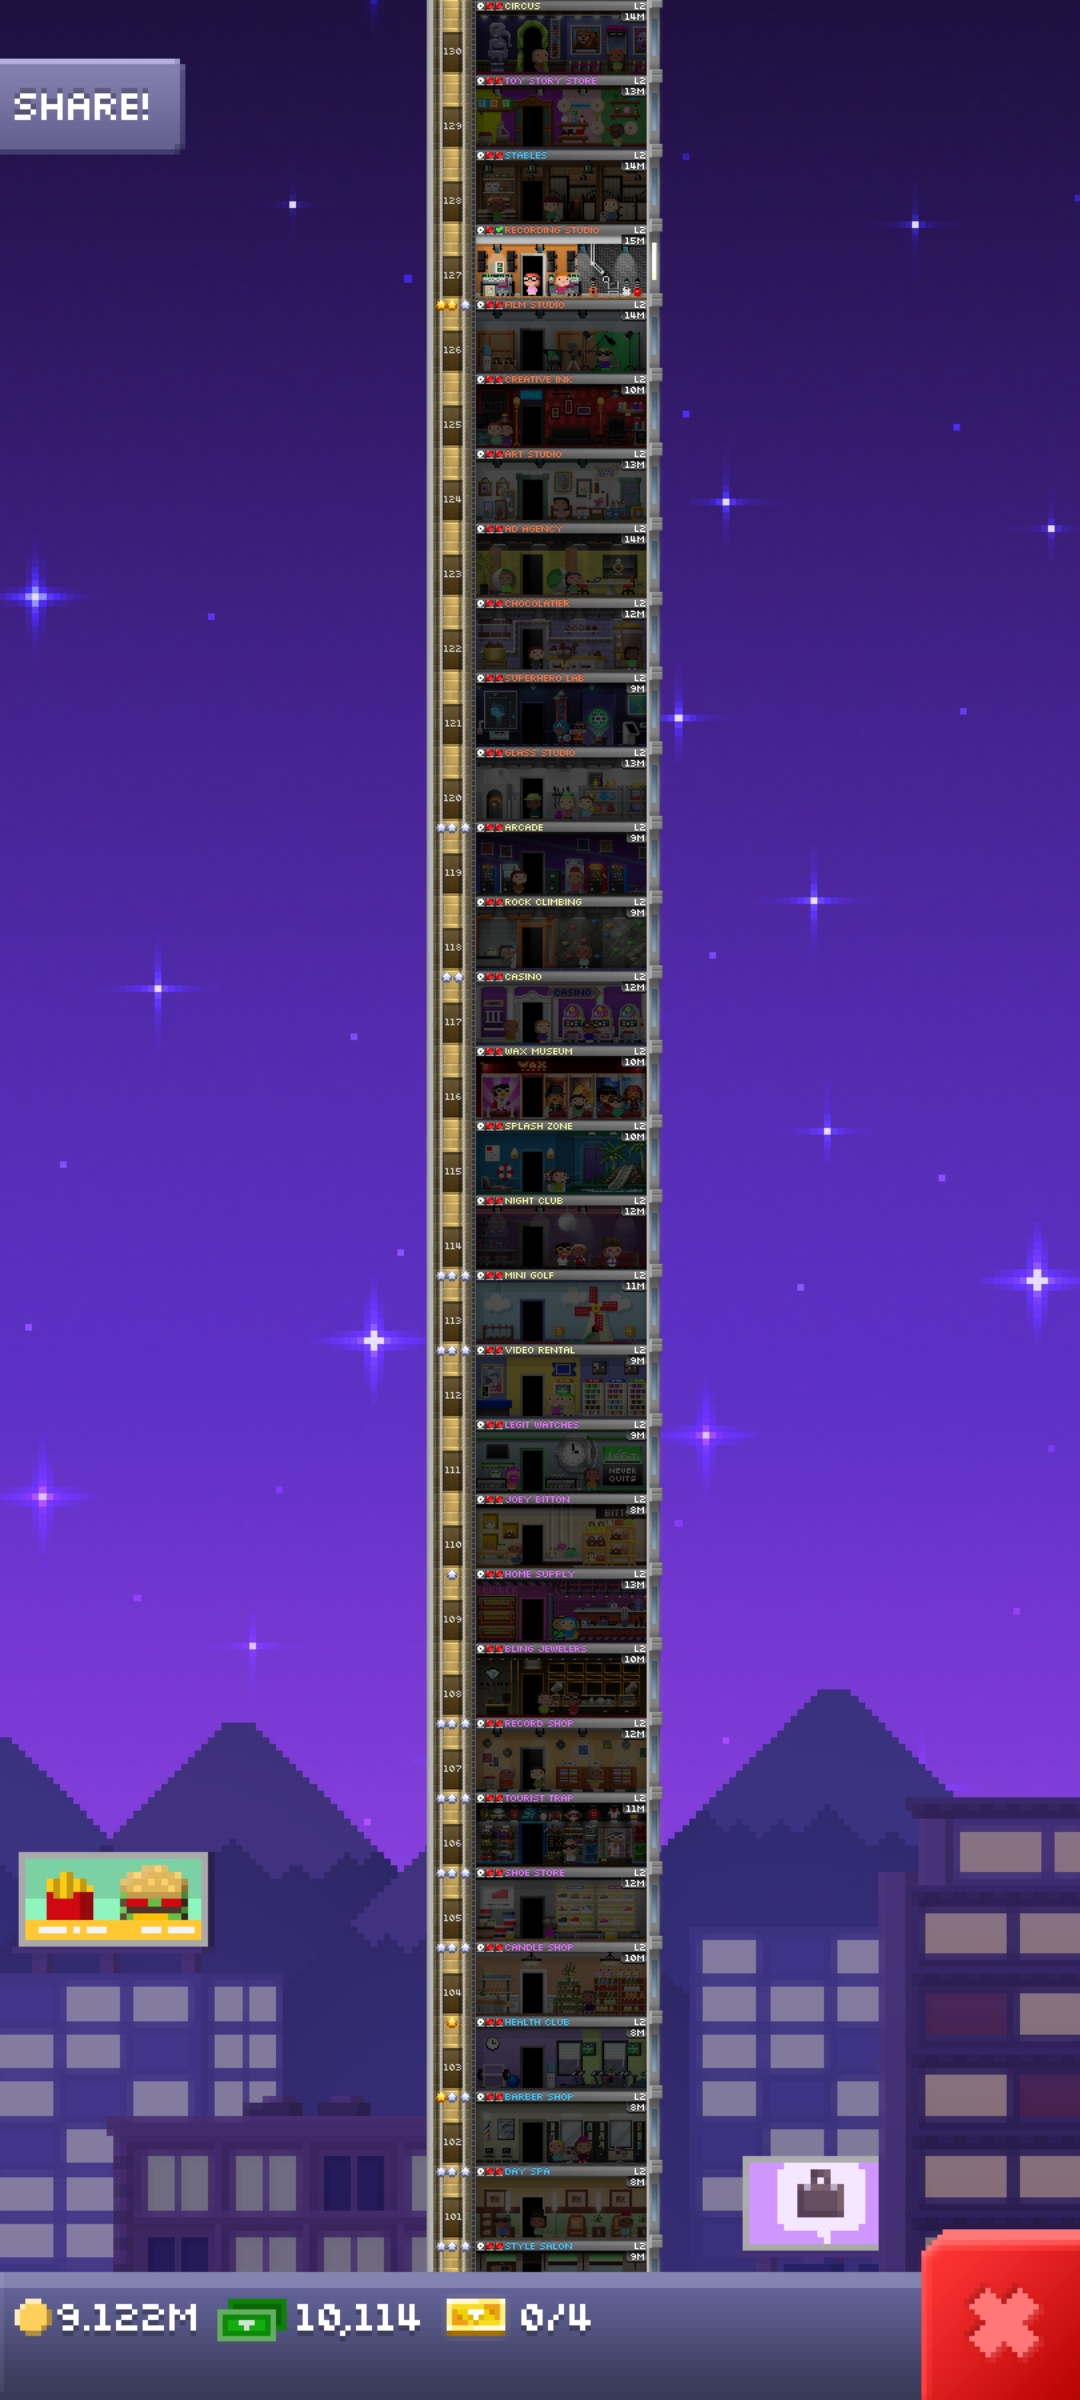 CIRCUS L2
14M
130
TOY STORY STORE L2
13M
SHARE!
129
STABLES L2
14M
128
RECORDING STUDIO L2
15M
127
FILM STUDIO L2
14M
126
CREATIVE INK L2
10M
INK
125
ART STUDIO L2
13M
124
AD AGENCY L2
14M
123
CHOCOLATIER L2
12M
122
SUPERHERO LAB L2
9M
121
GLASS STUDIO L2
13M
120
ARCADE L2
9M
119
ROCK CLIMBING L2
9M
118
CASINO L2
12M
CASINO
117
WAX MUSEUM L2
10M
WAX
116
SPLASH ZONE L2
10M
115
NIGHT CLUB L2
12M
114
MINI GOLF L2
11M
113
VIDEO RENTAL L2
9M
112
LEGIT WATCHES L2
9M
LEGIT
NEVER
QUITS
111
JOEY BITTON L2
8M
BITT
110
HOME SUPPLY L2
13M
109
BLING JEWELERS L2
10M
108
RECORD SHOP L2
12M
107
TOURIST TRAP L2
11M
106
SHOE STORE L2
12M
105
CANDLE SHOP L2
10M
104
HEALTH CLUB L2
8M
103
BARBER SHOP L2
8M
102
DAY SPA L2
8M
101
STYLE SALON L2
9M
9.122M 10,114 0/4